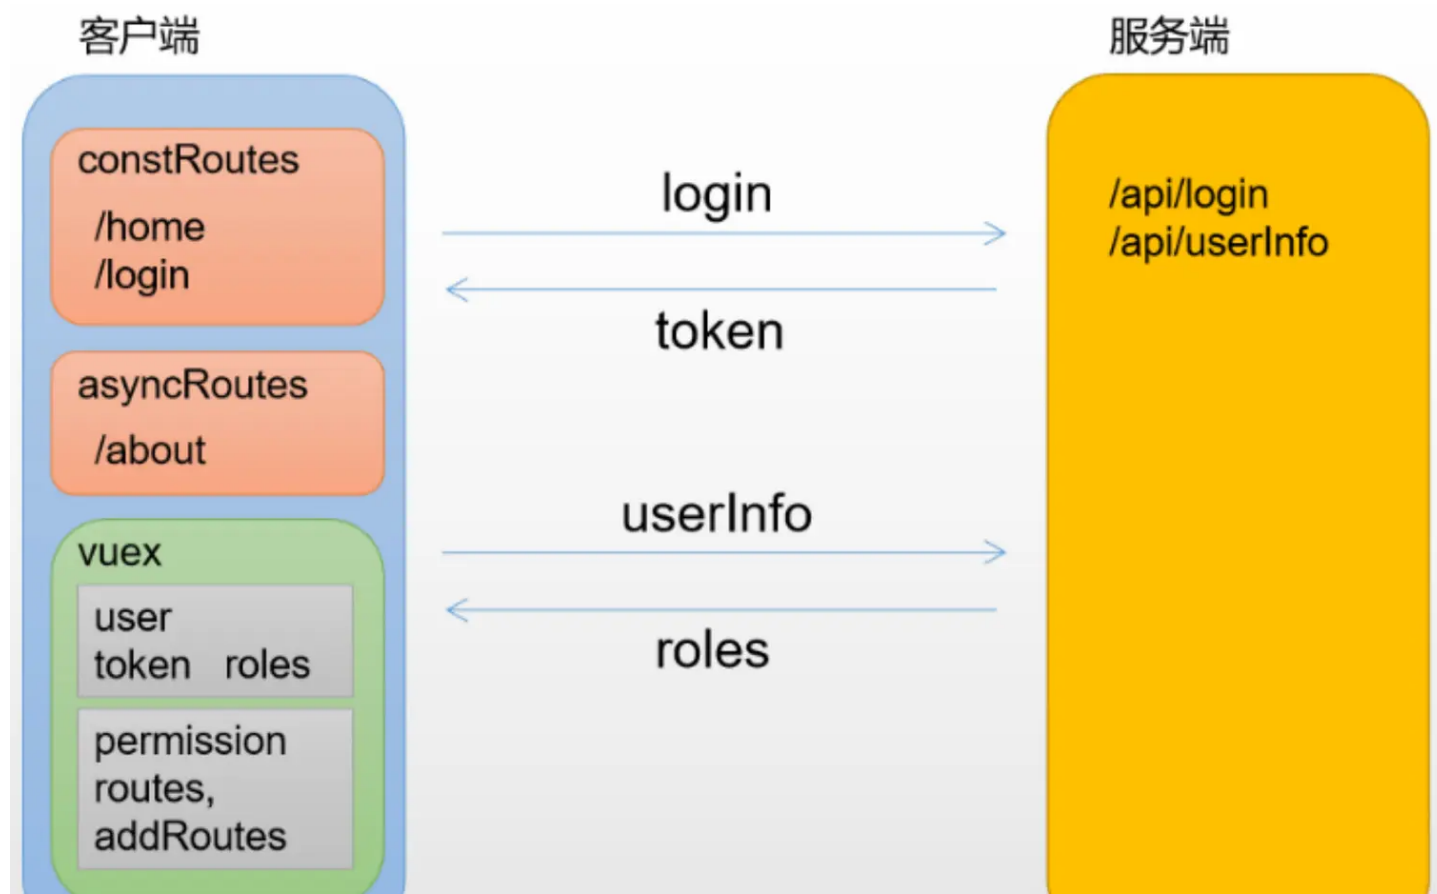 客户端
服务端
constRoutes
/home
/login
asyncRoutes
/about
vuex
user
token roles
permission
routes,
addRoutes
login
token
userInfo
roles
/api/login
/api/userInfo